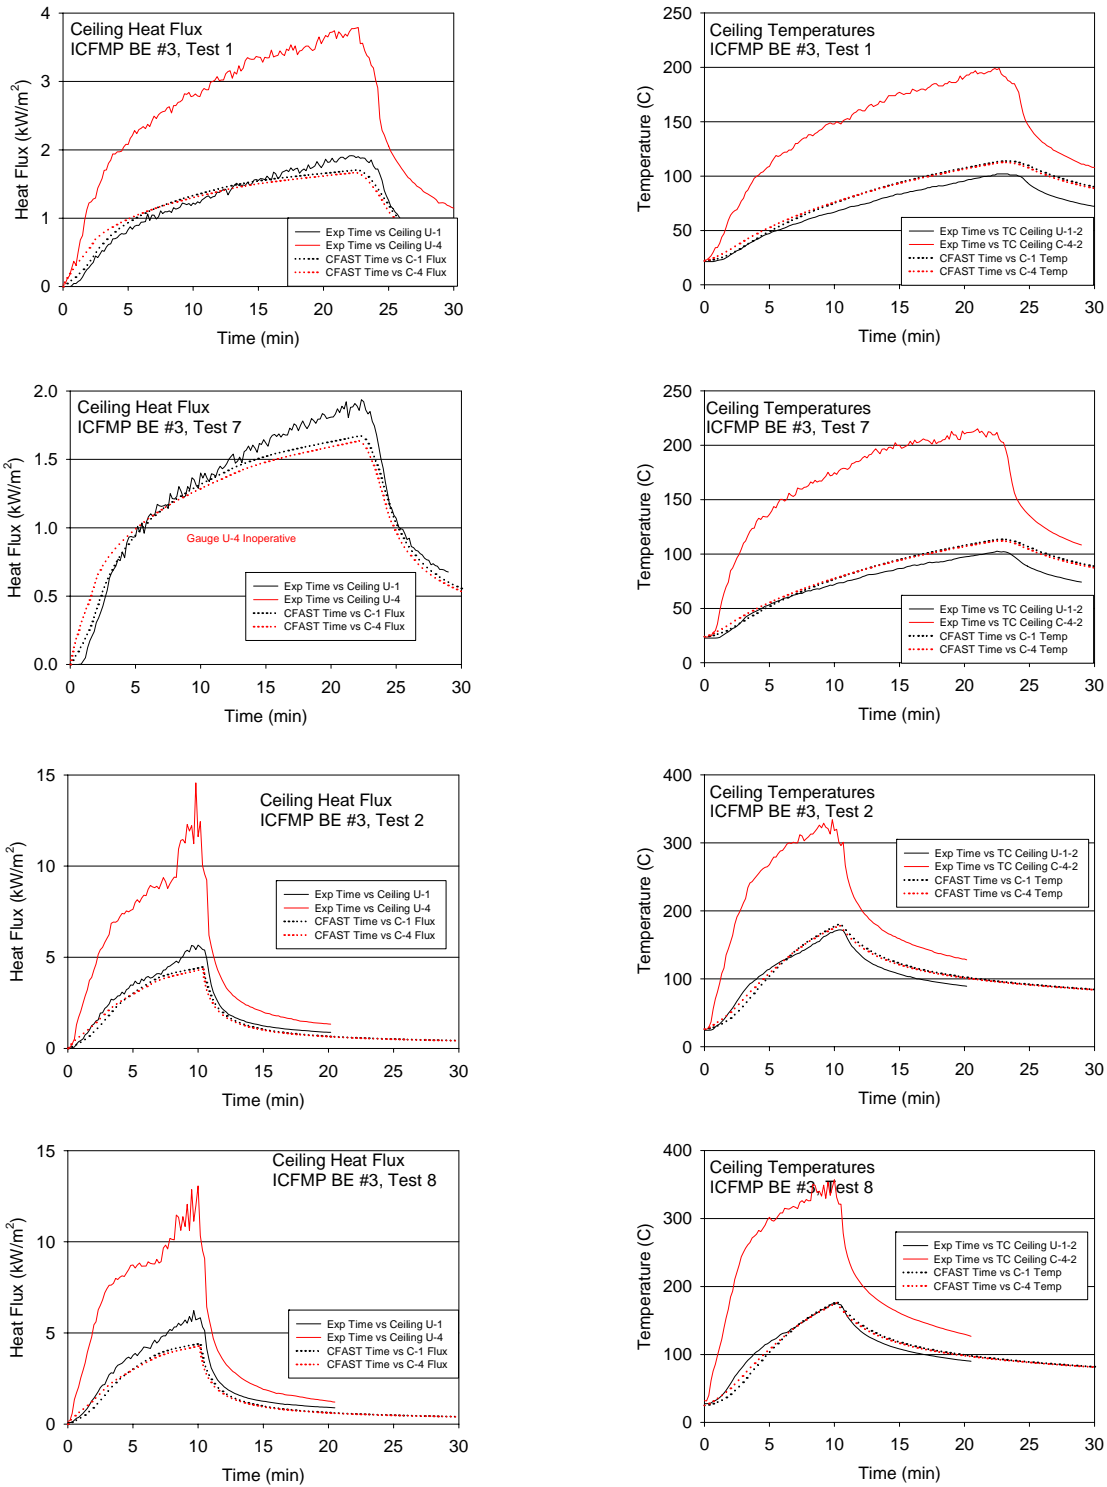 Ceiling Heat Flux
ICFMP BE #3, Test 1
Heat Flux (kW/m²)
4
3
2
1
0
0 5 10 15 20 25 30
Time (min)
Exp Time vs Ceiling U-1
Exp Time vs Ceiling U-4
CFAST Time vs C-1 Flux
CFAST Time vs C-4 Flux
Ceiling Temperatures
ICFMP BE #3, Test 1
Temperature (C)
250
200
150
100
50
0
0 5 10 15 20 25 30
Time (min)
Exp Time vs TC Ceiling U-1-2
Exp Time vs TC Ceiling C-4-2
CFAST Time vs C-1 Temp
CFAST Time vs C-4 Temp
Ceiling Heat Flux
ICFMP BE #3, Test 7
Heat Flux (kW/m²)
2.0
1.5
1.0
0.5
0.0
0 5 10 15 20 25 30
Time (min)
Gauge U-4 Inoperative
Exp Time vs Ceiling U-1
Exp Time vs Ceiling U-4
CFAST Time vs C-1 Flux
CFAST Time vs C-4 Flux
Ceiling Temperatures
ICFMP BE #3, Test 7
Temperature (C)
250
200
150
100
50
0
0 5 10 15 20 25 30
Time (min)
Exp Time vs TC Ceiling U-1-2
Exp Time vs TC Ceiling C-4-2
CFAST Time vs C-1 Temp
CFAST Time vs C-4 Temp
Ceiling Heat Flux
ICFMP BE #3, Test 2
Heat Flux (kW/m²)
15
10
5
0
0 5 10 15 20 25 30
Time (min)
Exp Time vs Ceiling U-1
Exp Time vs Ceiling U-4
CFAST Time vs C-1 Flux
CFAST Time vs C-4 Flux
Ceiling Temperatures
ICFMP BE #3, Test 2
Temperature (C)
400
300
200
100
0
0 5 10 15 20 25 30
Time (min)
Exp Time vs TC Ceiling U-1-2
Exp Time vs TC Ceiling C-4-2
CFAST Time vs C-1 Temp
CFAST Time vs C-4 Temp
Ceiling Heat Flux
ICFMP BE #3, Test 8
Heat Flux (kW/m²)
15
10
5
0
0 5 10 15 20 25 30
Time (min)
Exp Time vs Ceiling U-1
Exp Time vs Ceiling U-4
CFAST Time vs C-1 Flux
CFAST Time vs C-4 Flux
Ceiling Temperatures
ICFMP BE #3, Test 8
Temperature (C)
400
300
200
100
0
0 5 10 15 20 25 30
Time (min)
Exp Time vs TC Ceiling U-1-2
Exp Time vs TC Ceiling C-4-2
CFAST Time vs C-1 Temp
CFAST Time vs C-4 Temp